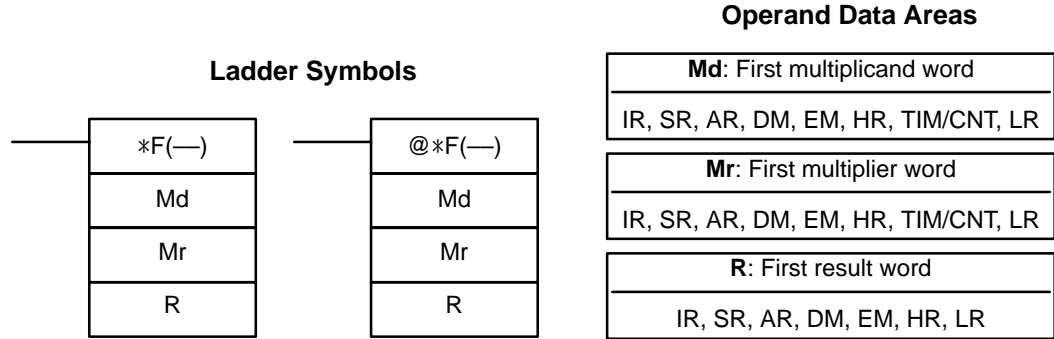 Ladder Symbols
∗F(––)
Md
Mr
R
@∗F(––)
Md
Mr
R
Operand Data Areas
Md: First multiplicand word
IR, SR, AR, DM, EM, HR, TIM/CNT, LR
Mr: First multiplier word
IR, SR, AR, DM, EM, HR, TIM/CNT, LR
R: First result word
IR, SR, AR, DM, EM, HR, LR